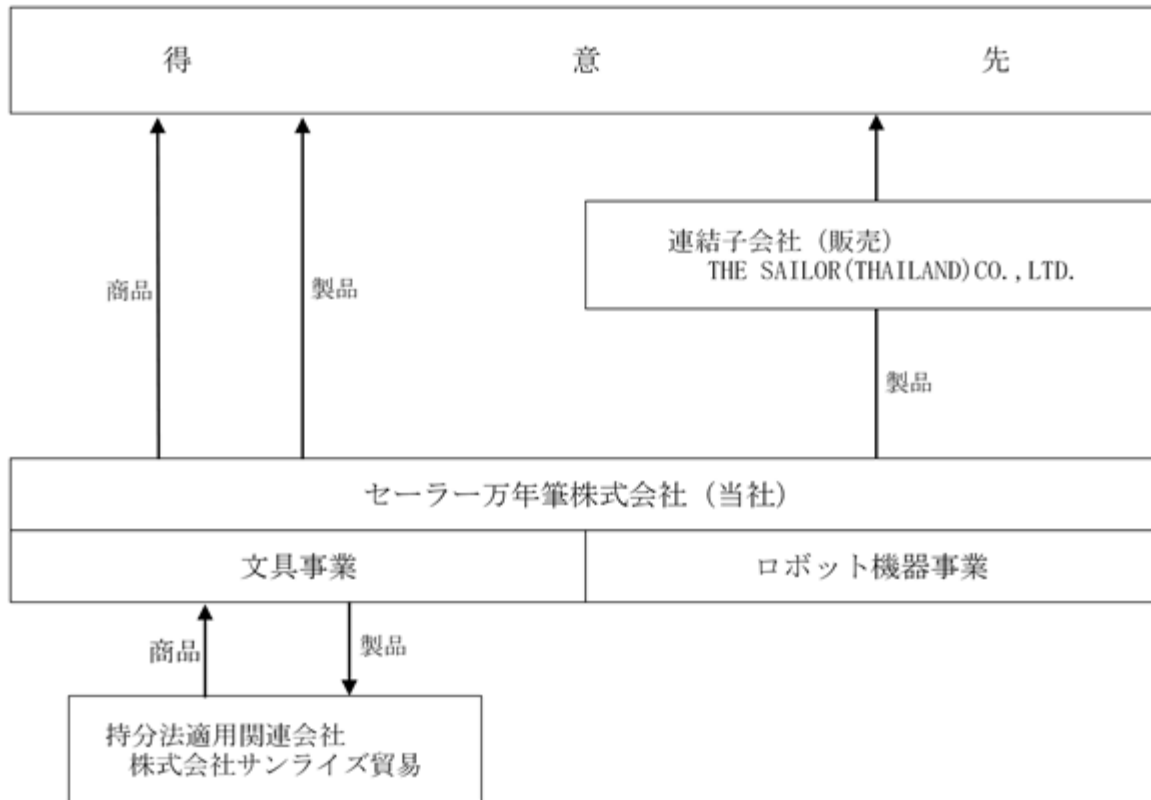 得意先
連結子会社（販売）
THE SAILOR(THAILAND)CO.,LTD.
商品
製品
製品
セーラー万年筆株式会社（当社）
文具事業
ロボット機器事業
商品
製品
持分法適用関連会社
株式会社サンライズ貿易